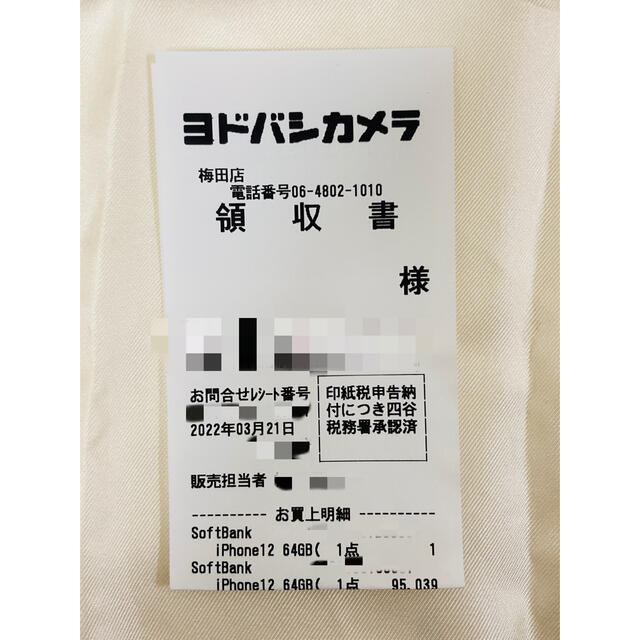 ヨドバシカメラ
梅田店
電話番号06-4802-1010
領 収 書
様
お問合せレシート番号
印紙税申告納
付につき四谷
税務署承認済
2022年03月21日
販売担当者
---------- お買上明細 ----------
SoftBank
iPhone12 64GB( 1点 1
SoftBank
iPhone12 64GB( 1点 95,039